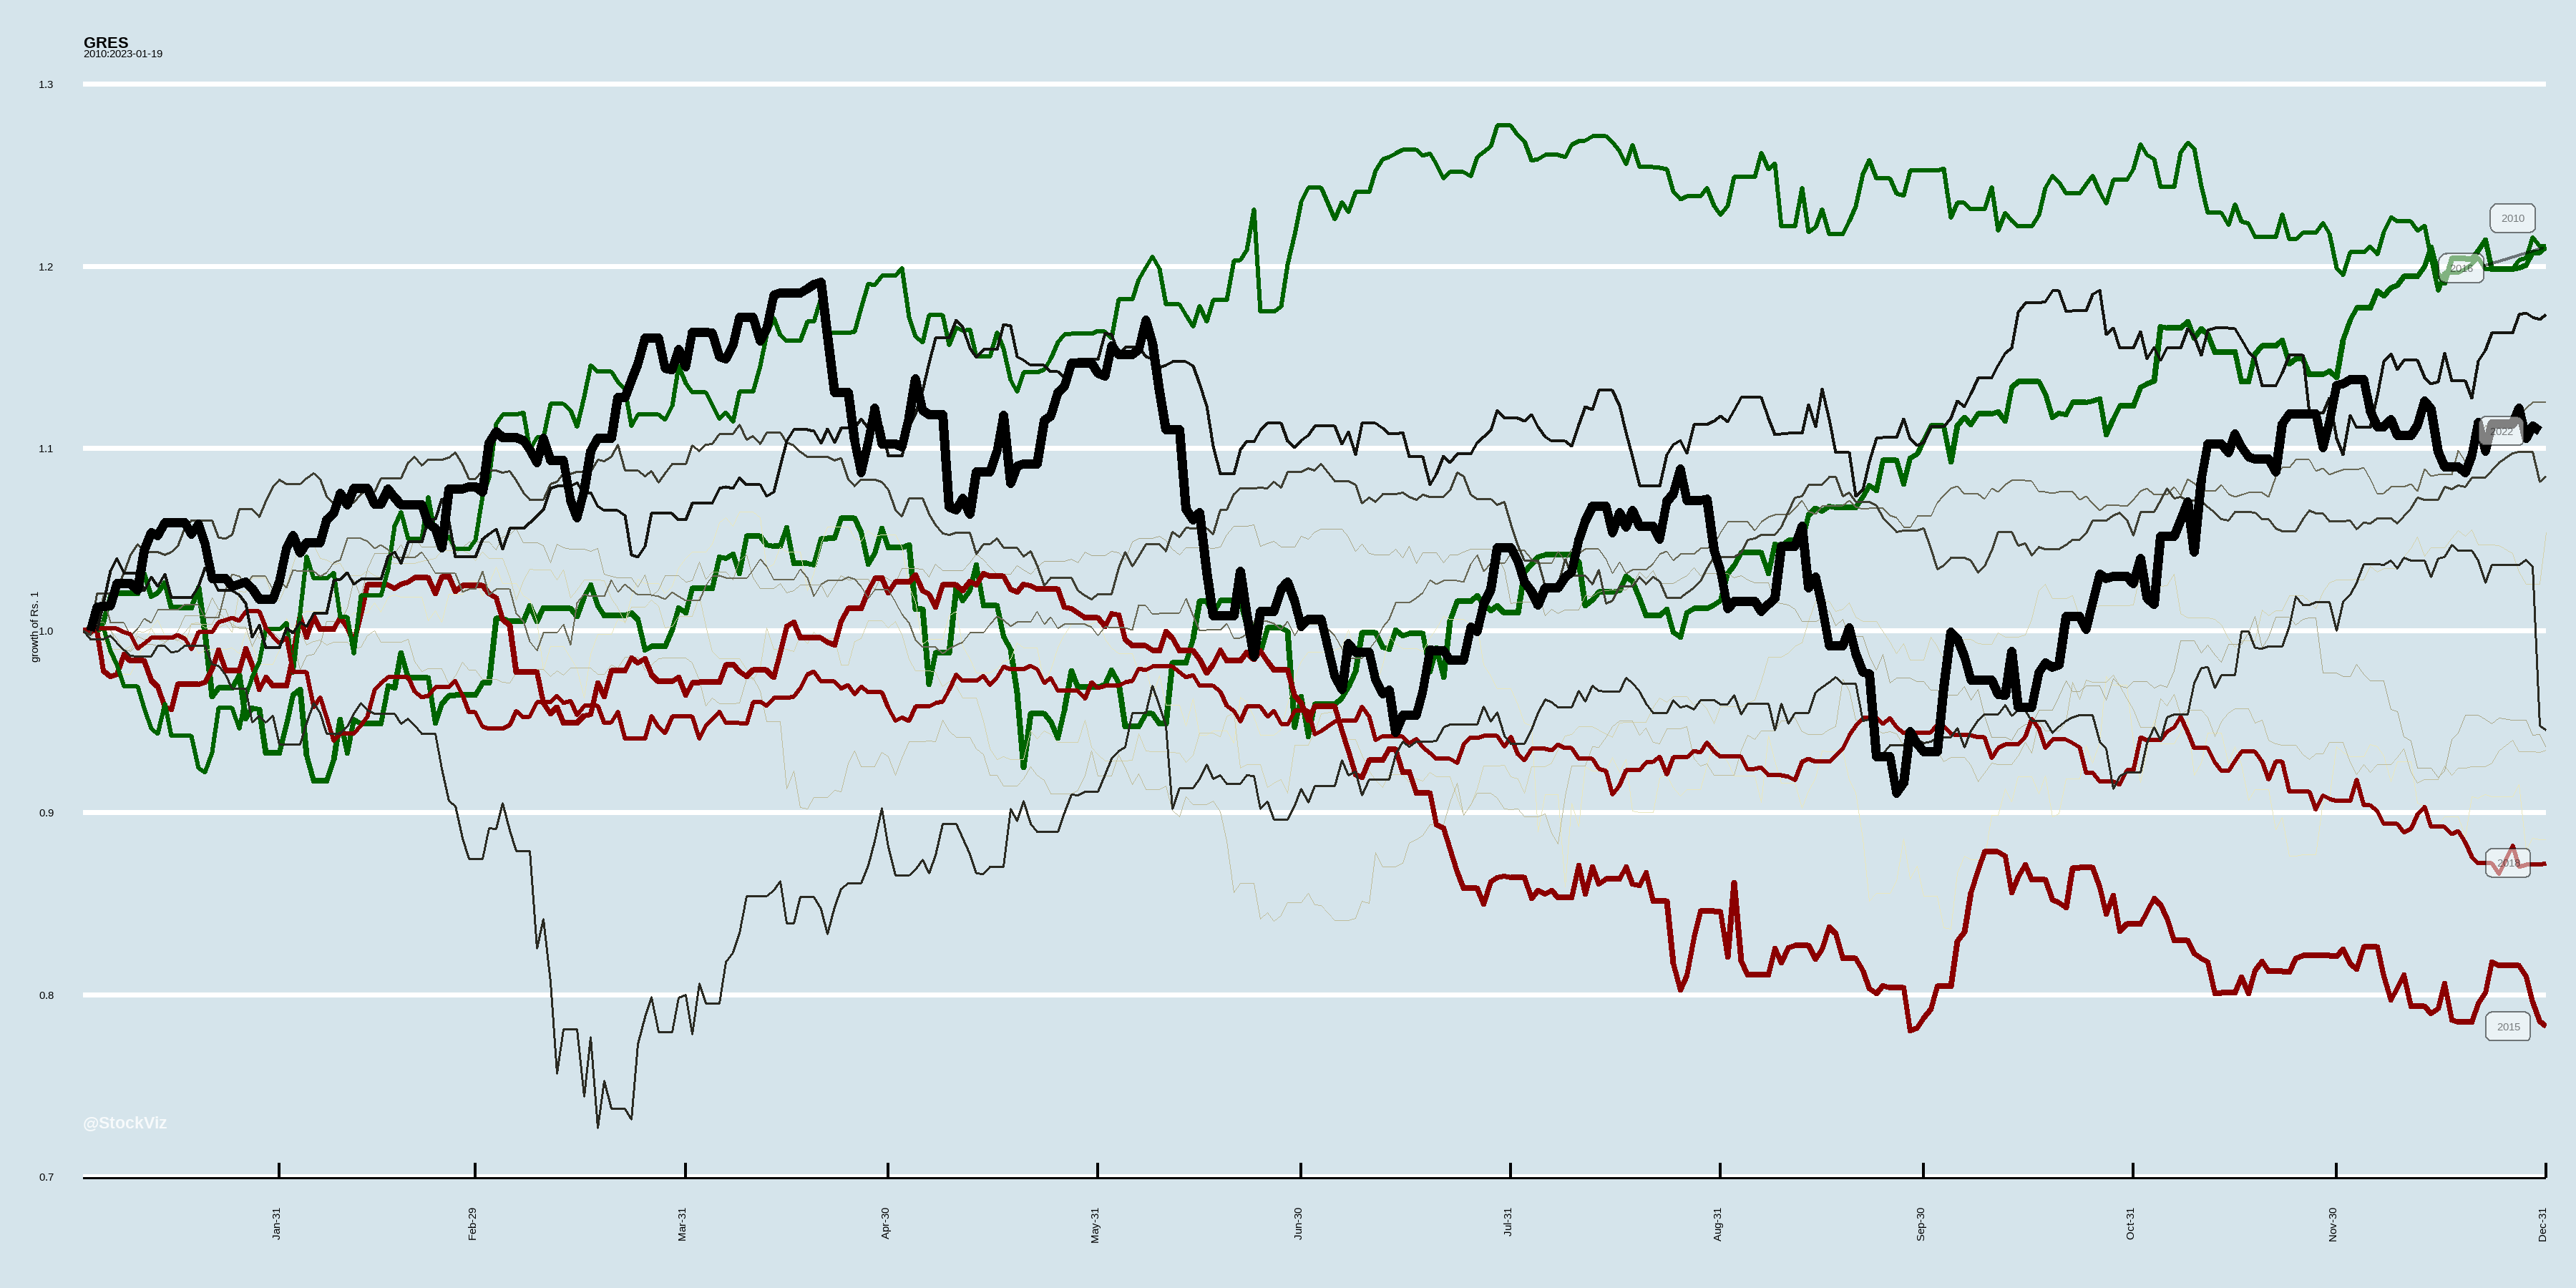 GRES
2010:2023-01-19
1.3
1.2
1.1
1.0
0.9
0.8
0.7
growth of Rs. 1
2010
2016
2022
2018
2015
@StockViz
Jan-31
Feb-29
Mar-31
Apr-30
May-31
Jun-30
Jul-31
Aug-31
Sep-30
Oct-31
Nov-30
Dec-31